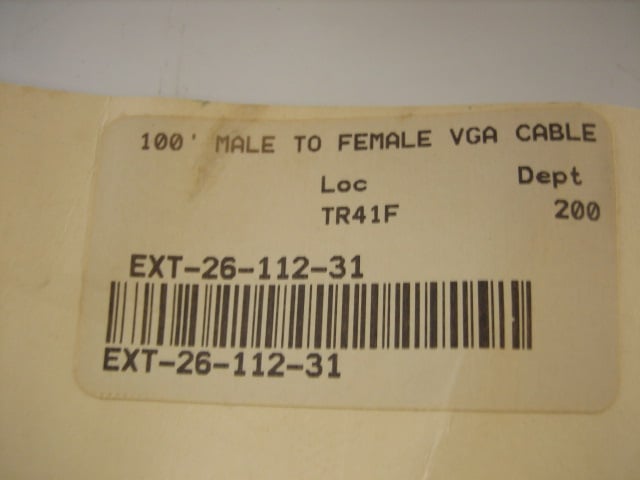 100' MALE TO FEMALE VGA CABLE
Loc Dept
TR41F 200
EXT-26-112-31
EXT-26-112-31